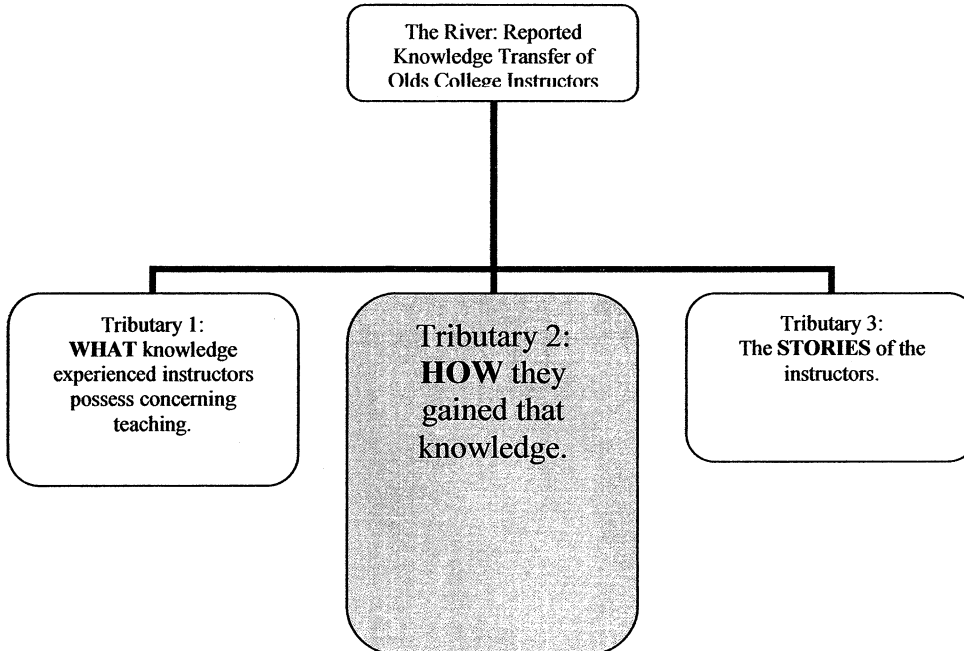 The River: Reported
Knowledge Transfer of
Olds College Instructors
Tributary 1:
WHAT knowledge
experienced instructors
possess concerning
teaching.
Tributary 2:
HOW they
gained that
knowledge.
Tributary 3:
The STORIES of the
instructors.